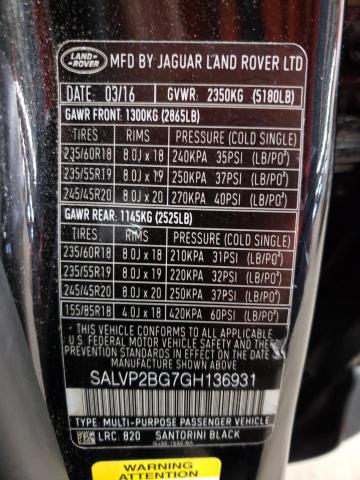 LAND ROVER
MFD BY JAGUAR LAND ROVER LTD
DATE: 03/16 GVWR: 2350KG (5180LB)
GAWR FRONT: 1300KG (2865LB)
TIRES RIMS PRESSURE (COLD SINGLE)
235/60R18 8.0J x 18 240KPA 35PSI (LB/PO²)
235/55R19 8.0J x 19 250KPA 37PSI (LB/PO²)
245/45R20 8.0J x 20 270KPA 40PSI (LB/PO²)
GAWR REAR: 1145KG (2525LB)
TIRES RIMS PRESSURE (COLD SINGLE)
235/60R18 8.0J x 18 210KPA 31PSI (LB/PO²)
235/55R19 8.0J x 19 220KPA 32PSI (LB/PO²)
245/45R20 8.0J x 20 250KPA 37PSI (LB/PO²)
155/85R18 4.0J x 18 420KPA 60PSI (LB/PO²)
THIS VEHICLE CONFORMS TO ALL APPLICABLE
U.S. FEDERAL MOTOR VEHICLE SAFETY
STANDARDS IN EFFECT ON THE DATE OF
MANUFACTURE SHOWN ABOVE.
SALVP2BG7GH136931
TYPE: MULTI-PURPOSE PASSENGER VEHICLE
LRC: 820 SANTORINI BLACK
WARNING AVERTI